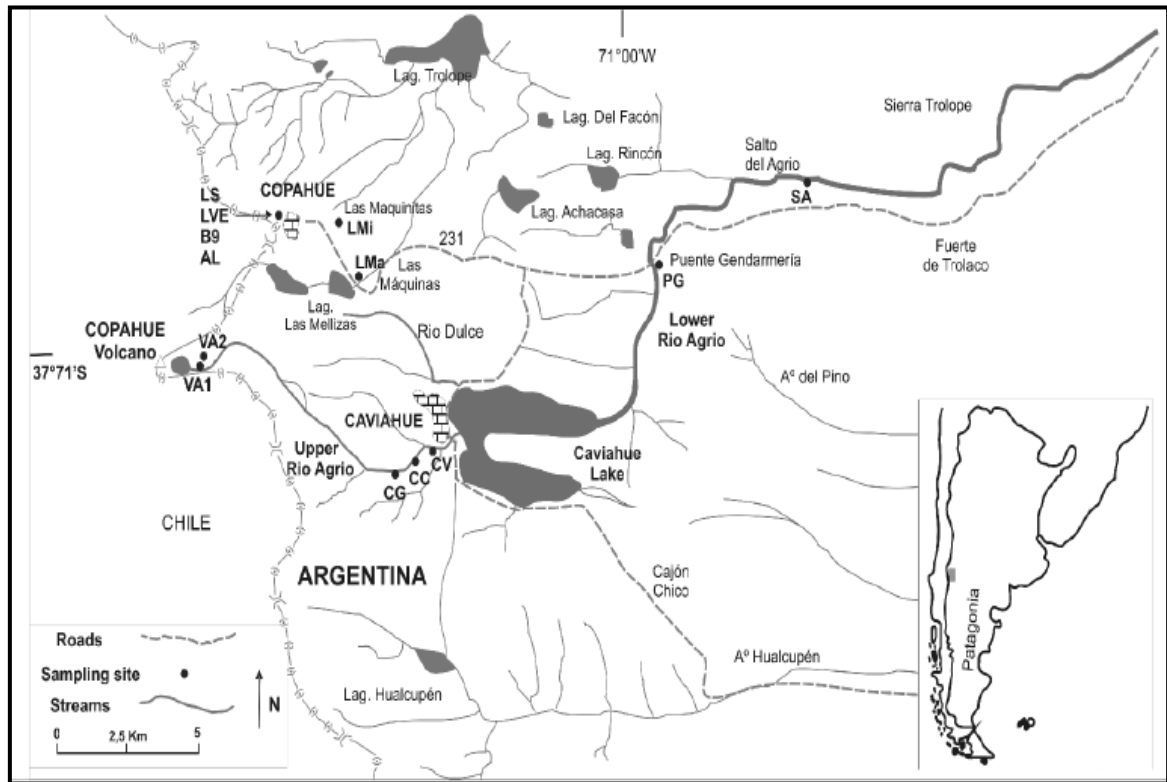 71°00'W
Lag. Trolope
Sierra Trolope
Lag. Del Facón
Lag. Rincón
Salto
del Agrio
SA
LS
LVE
B9
AL
COPAHUE
Las Maquinitas
LMi
Lag. Achacasa
231
LMa
Las
Máquinas
Puente Gendarmería
PG
Fuerte
de Trolaco
Lag.
Las Mellizas
Rio Dulce
Lower
Rio Agrio
COPAHUE
Volcano
VA2
VA1
37°71'S
Aº del Pino
CAVIAHUE
Upper
Rio Agrio
CV
CC
CG
Caviahue
Lake
CHILE
ARGENTINA
Cajón
Chico
Aº Hualcupén
Lag. Hualcupén
Roads
Sampling site
Streams
N
0 2,5 Km 5
Patagonia